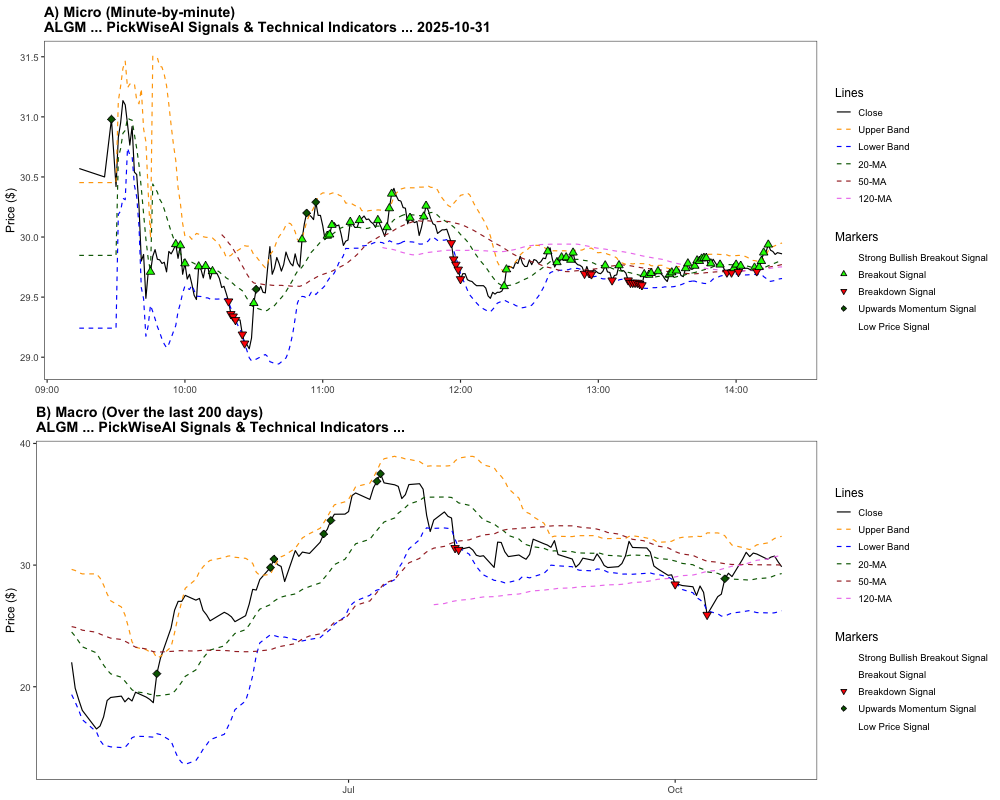 A) Micro (Minute-by-minute)
ALGM ... PickWiseAI Signals & Technical Indicators ... 2025-10-31
Price ($)
31.5
31.0
30.5
30.0
29.5
29.0
09:00
10:00
11:00
12:00
13:00
14:00
Lines
Close
Upper Band
Lower Band
20-MA
50-MA
120-MA
Markers
Strong Bullish Breakout Signal
Breakout Signal
Breakdown Signal
Upwards Momentum Signal
Low Price Signal
B) Macro (Over the last 200 days)
ALGM ... PickWiseAI Signals & Technical Indicators ...
Price ($)
40
30
20
Jul
Oct
Lines
Close
Upper Band
Lower Band
20-MA
50-MA
120-MA
Markers
Strong Bullish Breakout Signal
Breakout Signal
Breakdown Signal
Upwards Momentum Signal
Low Price Signal